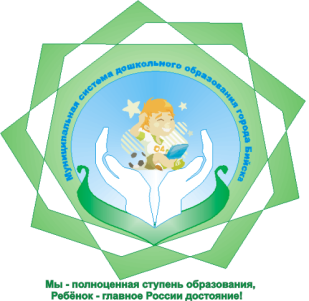 Муниципальная система дошкольного образования города Бийска
Мы - полноценная ступень образования,
Ребёнок - главное России достояние!